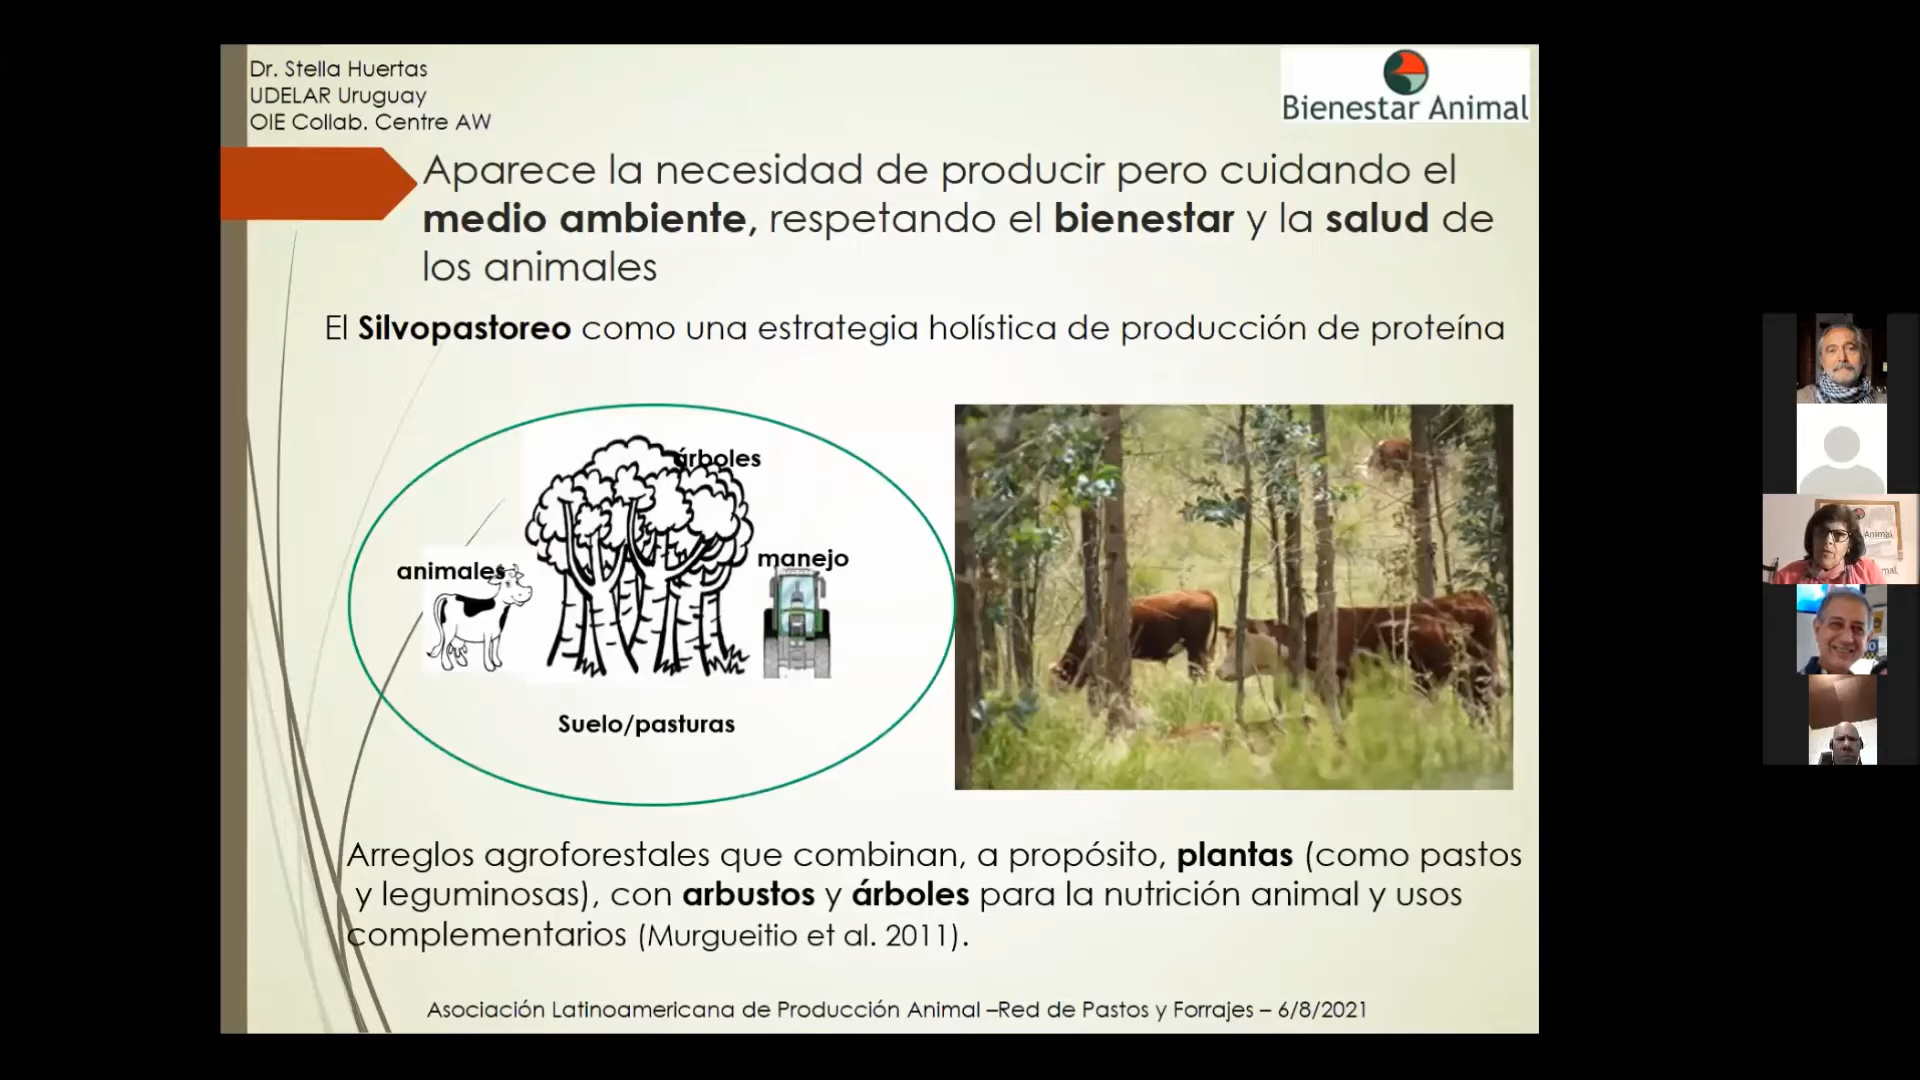 Dr. Stella Huertas
UDELAR Uruguay
OIE Collab. Centre AW
Bienestar Animal
Aparece la necesidad de producir pero cuidando el
medio ambiente, respetando el bienestar y la salud de
los animales
El Silvopastoreo como una estrategia holística de producción de proteína
árboles
animales
manejo
Suelo/pasturas
Arreglos agroforestales que combinan, a propósito, plantas (como pastos
y leguminosas), con arbustos y árboles para la nutrición animal y usos
complementarios (Murgueitio et al. 2011).
Asociación Latinoamericana de Producción Animal –Red de Pastos y Forrajes – 6/8/2021
Animal